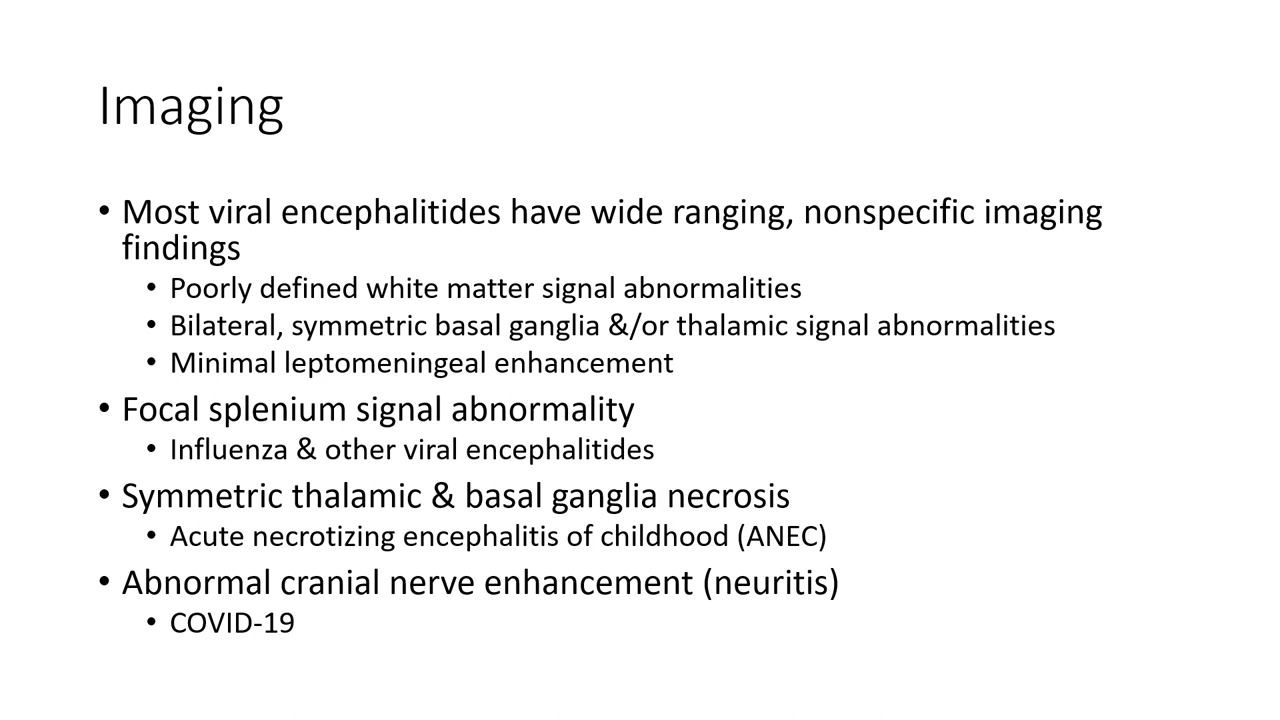 Imaging
• Most viral encephalitides have wide ranging, nonspecific imaging
findings
• Poorly defined white matter signal abnormalities
• Bilateral, symmetric basal ganglia &/or thalamic signal abnormalities
• Minimal leptomeningeal enhancement
• Focal splenium signal abnormality
• Influenza & other viral encephalitides
• Symmetric thalamic & basal ganglia necrosis
• Acute necrotizing encephalitis of childhood (ANEC)
• Abnormal cranial nerve enhancement (neuritis)
• COVID-19